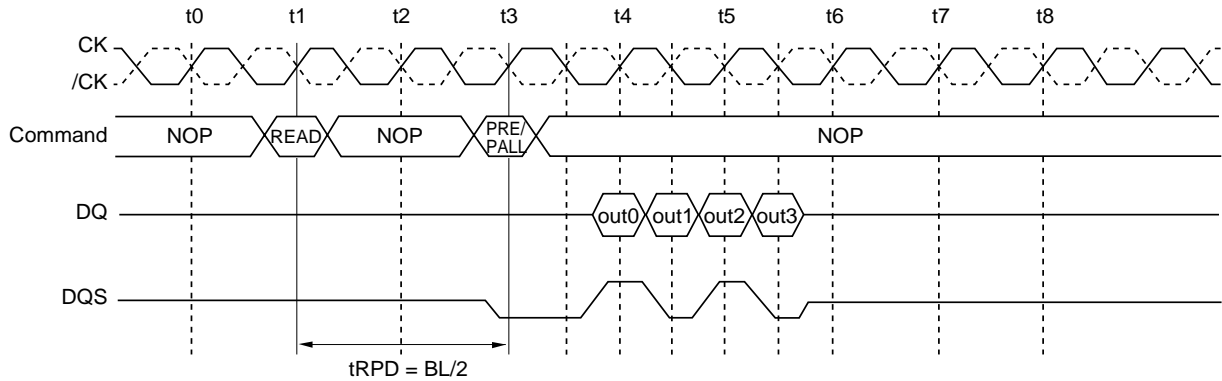 t0 t1 t2 t3 t4 t5 t6 t7 t8
CK
/CK
Command NOP READ NOP PRE/ PALL NOP
DQ out0 out1 out2 out3
DQS
tRPD = BL/2